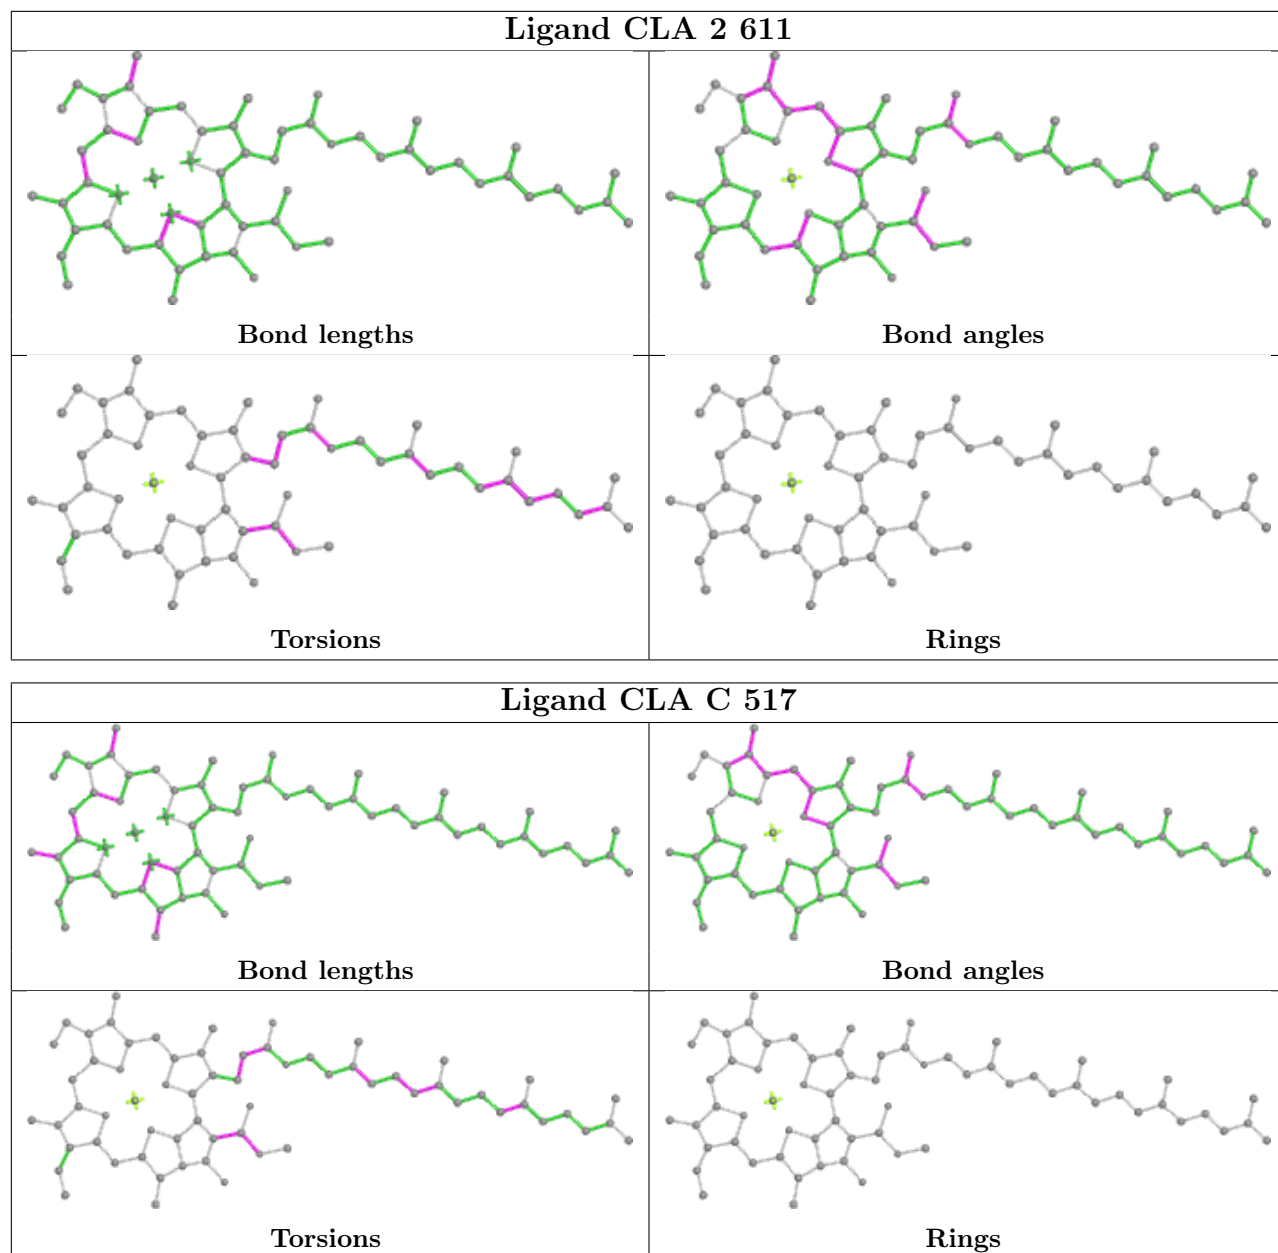 Ligand CLA 2 611
Bond lengths
Bond angles
Torsions
Rings
Ligand CLA C 517
Bond lengths
Bond angles
Torsions
Rings